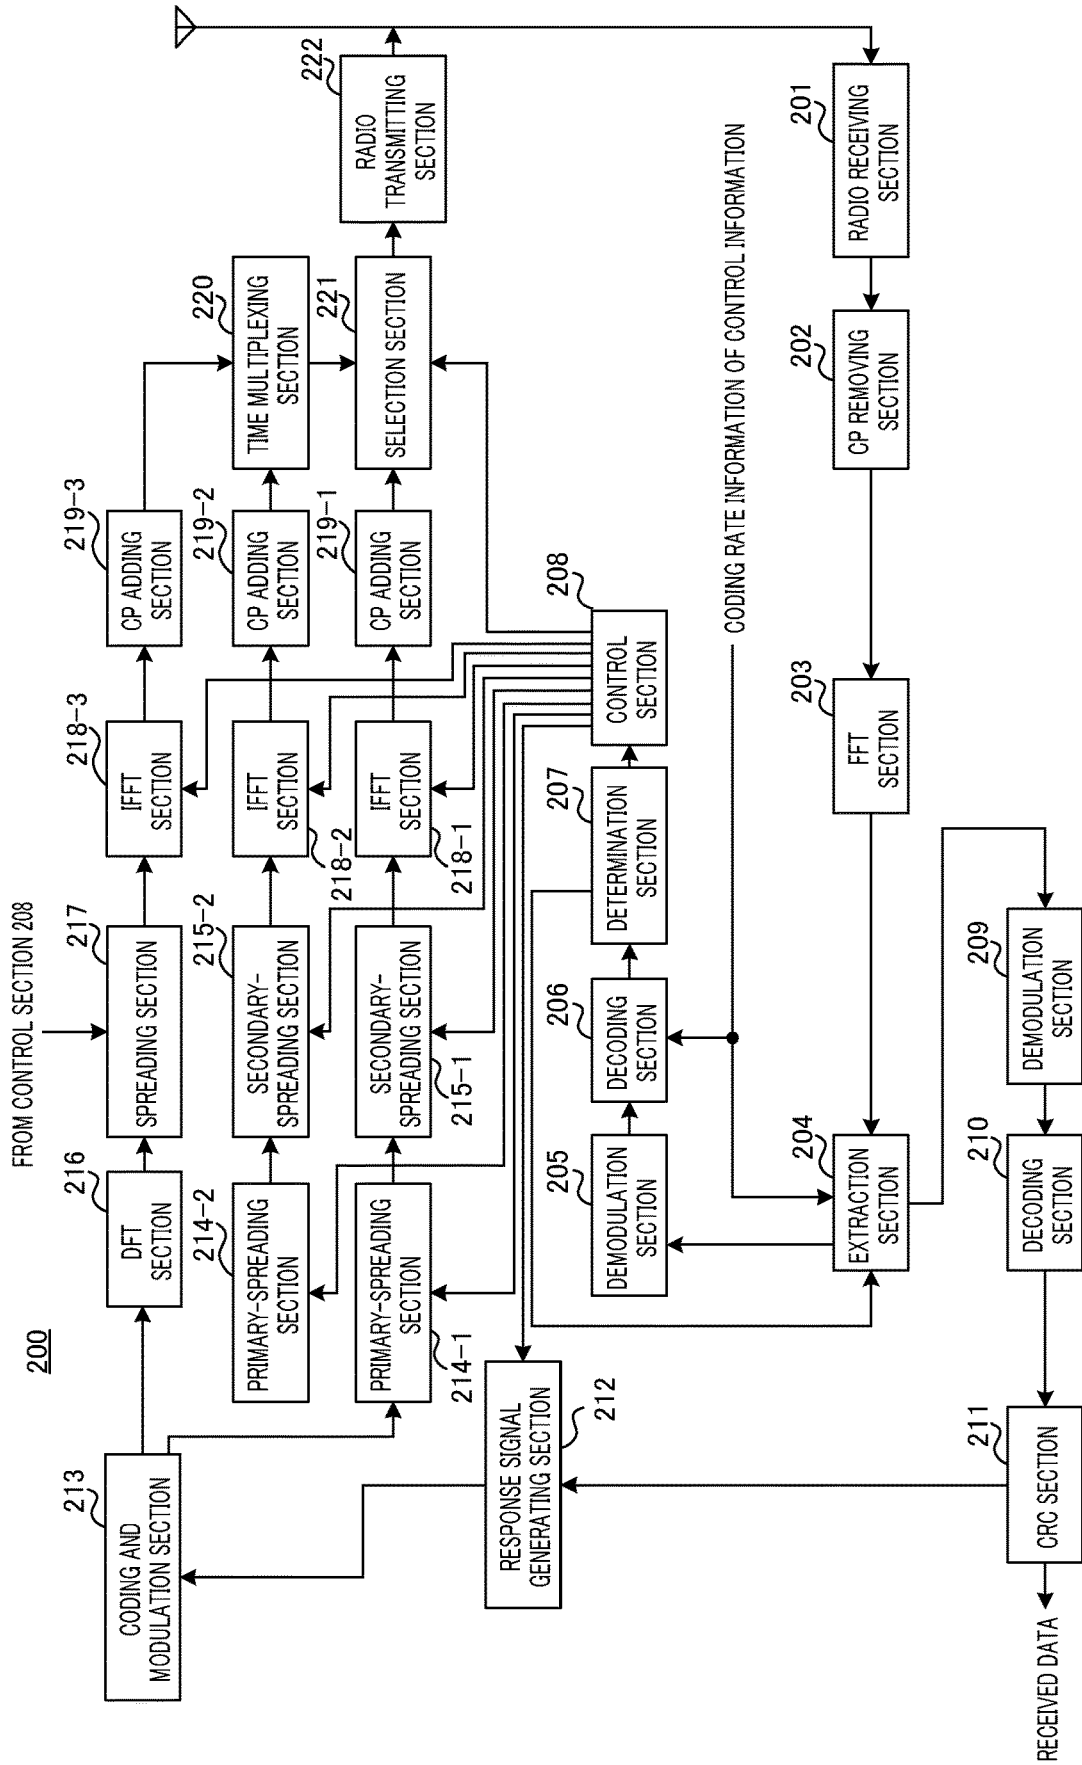 200
FROM CONTROL SECTION 208
213
CODING AND
MODULATION SECTION
216
DFT
SECTION
217
SPREADING SECTION
218-3
IFFT
SECTION
219-3
CP ADDING
SECTION
214-2
PRIMARY-SPREADING
SECTION
215-2
SECONDARY-
SPREADING SECTION
218-2
IFFT
SECTION
219-2
CP ADDING
SECTION
220
TIME MULTIPLEXING
SECTION
214-1
PRIMARY-SPREADING
SECTION
215-1
SECONDARY-
SPREADING SECTION
218-1
IFFT
SECTION
219-1
CP ADDING
SECTION
221
SELECTION SECTION
222
RADIO
TRANSMITTING
SECTION
212
RESPONSE SIGNAL
GENERATING SECTION
205
DEMODULATION
SECTION
206
DECODING
SECTION
207
DETERMINATION
SECTION
208
CONTROL
SECTION
CODING RATE INFORMATION OF CONTROL INFORMATION
204
EXTRACTION
SECTION
203
FFT
SECTION
202
CP REMOVING
SECTION
201
RADIO RECEIVING
SECTION
RECEIVED DATA
211
CRC SECTION
210
DECODING
SECTION
209
DEMODULATION
SECTION